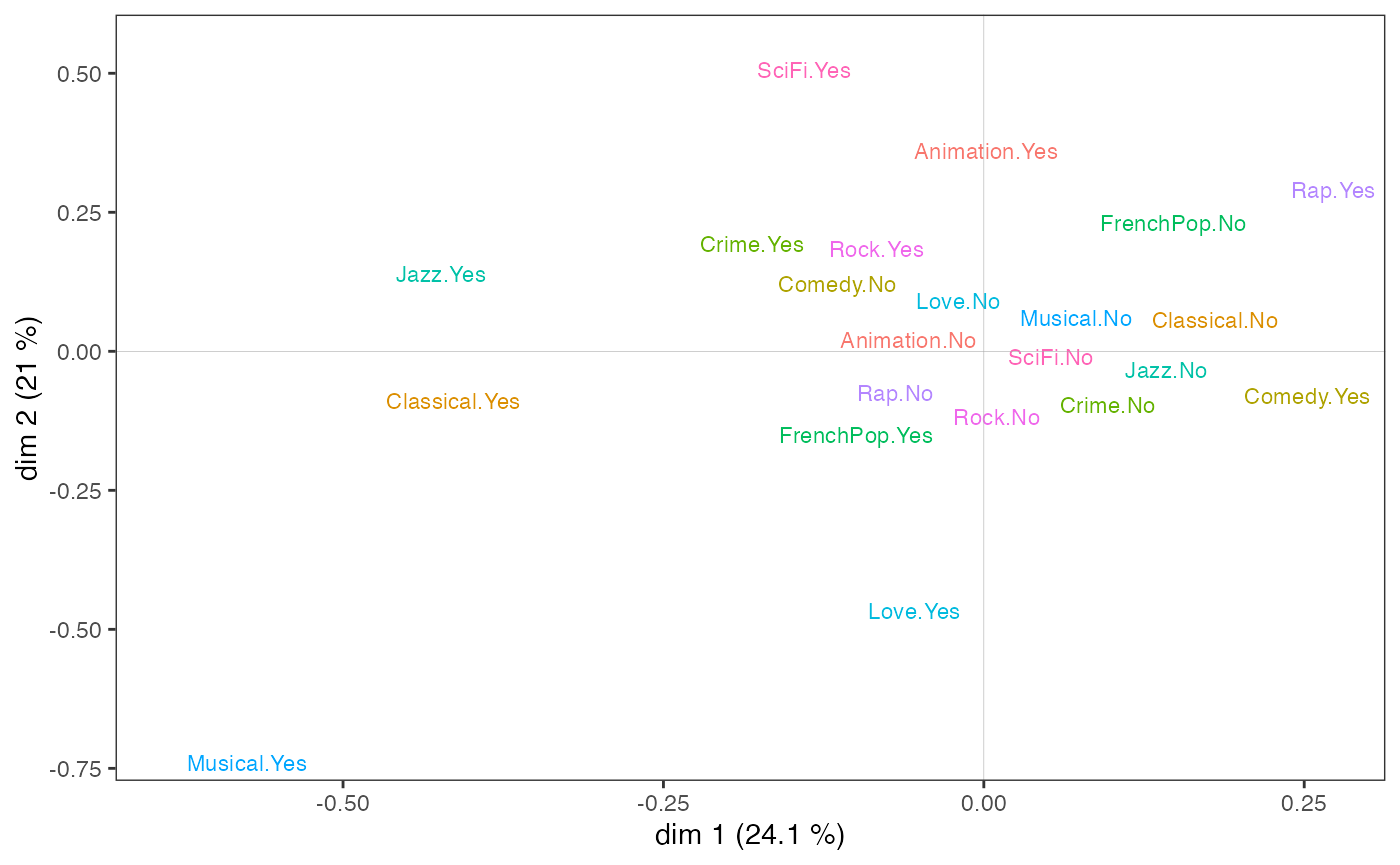 0.50
SciFi.Yes
Animation.Yes
Rap.Yes
0.25
FrenchPop.No
Crime.Yes
Rock.Yes
Jazz.Yes
Comedy.No
Love.No
Musical.No
Classical.No
Animation.No
0.00
SciFi.No
Jazz.No
Rap.No
Comedy.Yes
Classical.Yes
Crime.No
Rock.No
FrenchPop.Yes
dim 2 (21 %)
-0.25
Love.Yes
-0.50
Musical.Yes
-0.75
-0.50 -0.25 0.00 0.25
dim 1 (24.1 %)